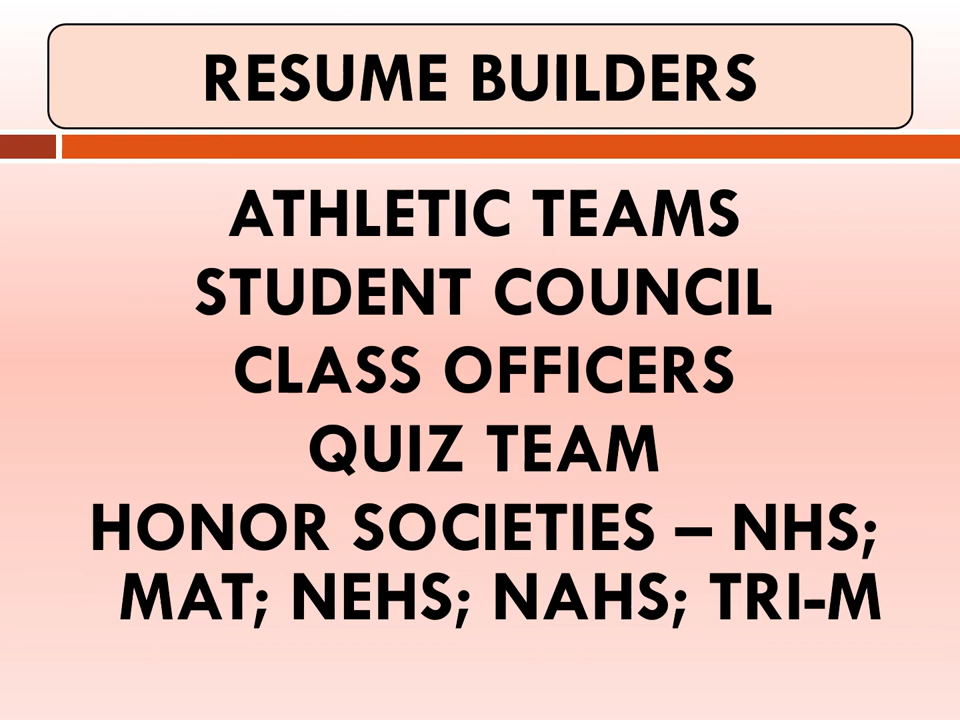 RESUME BUILDERS
ATHLETIC TEAMS
STUDENT COUNCIL
CLASS OFFICERS
QUIZ TEAM
HONOR SOCIETIES – NHS;
MAT; NEHS; NAHS; TRI-M